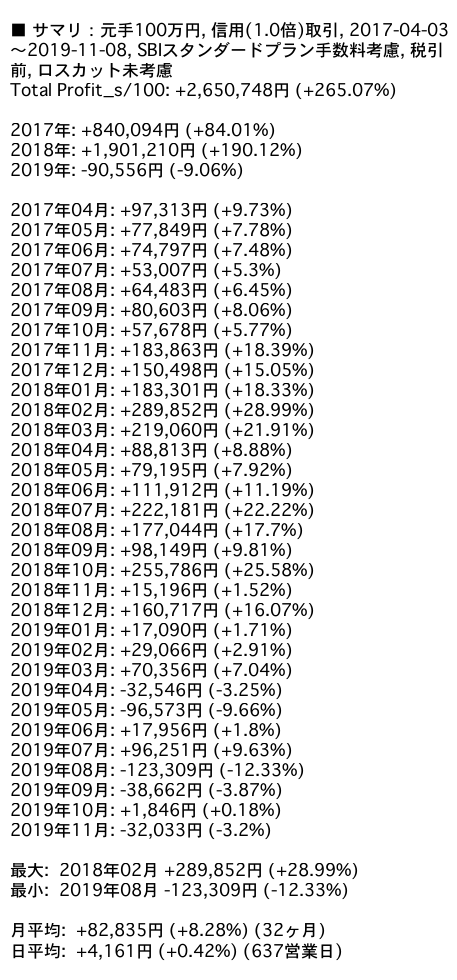 ■ サマリ：元手100万円, 信用(1.0倍)取引, 2017-04-03
～2019-11-08, SBIスタンダードプラン手数料考慮, 税引
前, ロスカット未考慮
Total Profit_s/100: +2,650,748円 (+265.07%)
2017年: +840,094円 (+84.01%)
2018年: +1,901,210円 (+190.12%)
2019年: -90,556円 (-9.06%)
2017年04月: +97,313円 (+9.73%)
2017年05月: +77,849円 (+7.78%)
2017年06月: +74,797円 (+7.48%)
2017年07月: +53,007円 (+5.3%)
2017年08月: +64,483円 (+6.45%)
2017年09月: +80,603円 (+8.06%)
2017年10月: +57,678円 (+5.77%)
2017年11月: +183,863円 (+18.39%)
2017年12月: +150,498円 (+15.05%)
2018年01月: +183,301円 (+18.33%)
2018年02月: +289,852円 (+28.99%)
2018年03月: +219,060円 (+21.91%)
2018年04月: +88,813円 (+8.88%)
2018年05月: +79,195円 (+7.92%)
2018年06月: +111,912円 (+11.19%)
2018年07月: +222,181円 (+22.22%)
2018年08月: +177,044円 (+17.7%)
2018年09月: +98,149円 (+9.81%)
2018年10月: +255,786円 (+25.58%)
2018年11月: +15,196円 (+1.52%)
2018年12月: +160,717円 (+16.07%)
2019年01月: +17,090円 (+1.71%)
2019年02月: +29,066円 (+2.91%)
2019年03月: +70,356円 (+7.04%)
2019年04月: -32,546円 (-3.25%)
2019年05月: -96,573円 (-9.66%)
2019年06月: +17,956円 (+1.8%)
2019年07月: +96,251円 (+9.63%)
2019年08月: -123,309円 (-12.33%)
2019年09月: -38,662円 (-3.87%)
2019年10月: +1,846円 (+0.18%)
2019年11月: -32,033円 (-3.2%)
最大: 2018年02月 +289,852円 (+28.99%)
最小: 2019年08月 -123,309円 (-12.33%)
月平均: +82,835円 (+8.28%) (32ヶ月)
日平均: +4,161円 (+0.42%) (637営業日)